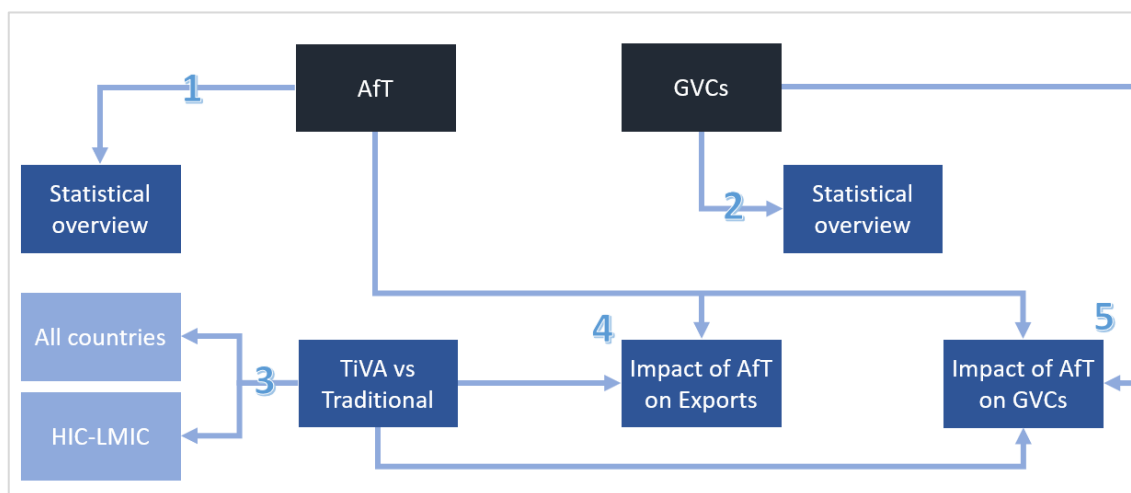 AfT
GVCs
1
Statistical
overview
2
Statistical
overview
All countries
HIC-LMIC
3
TiVA vs
Traditional
4
Impact of AfT
on Exports
5
Impact of AfT
on GVCs